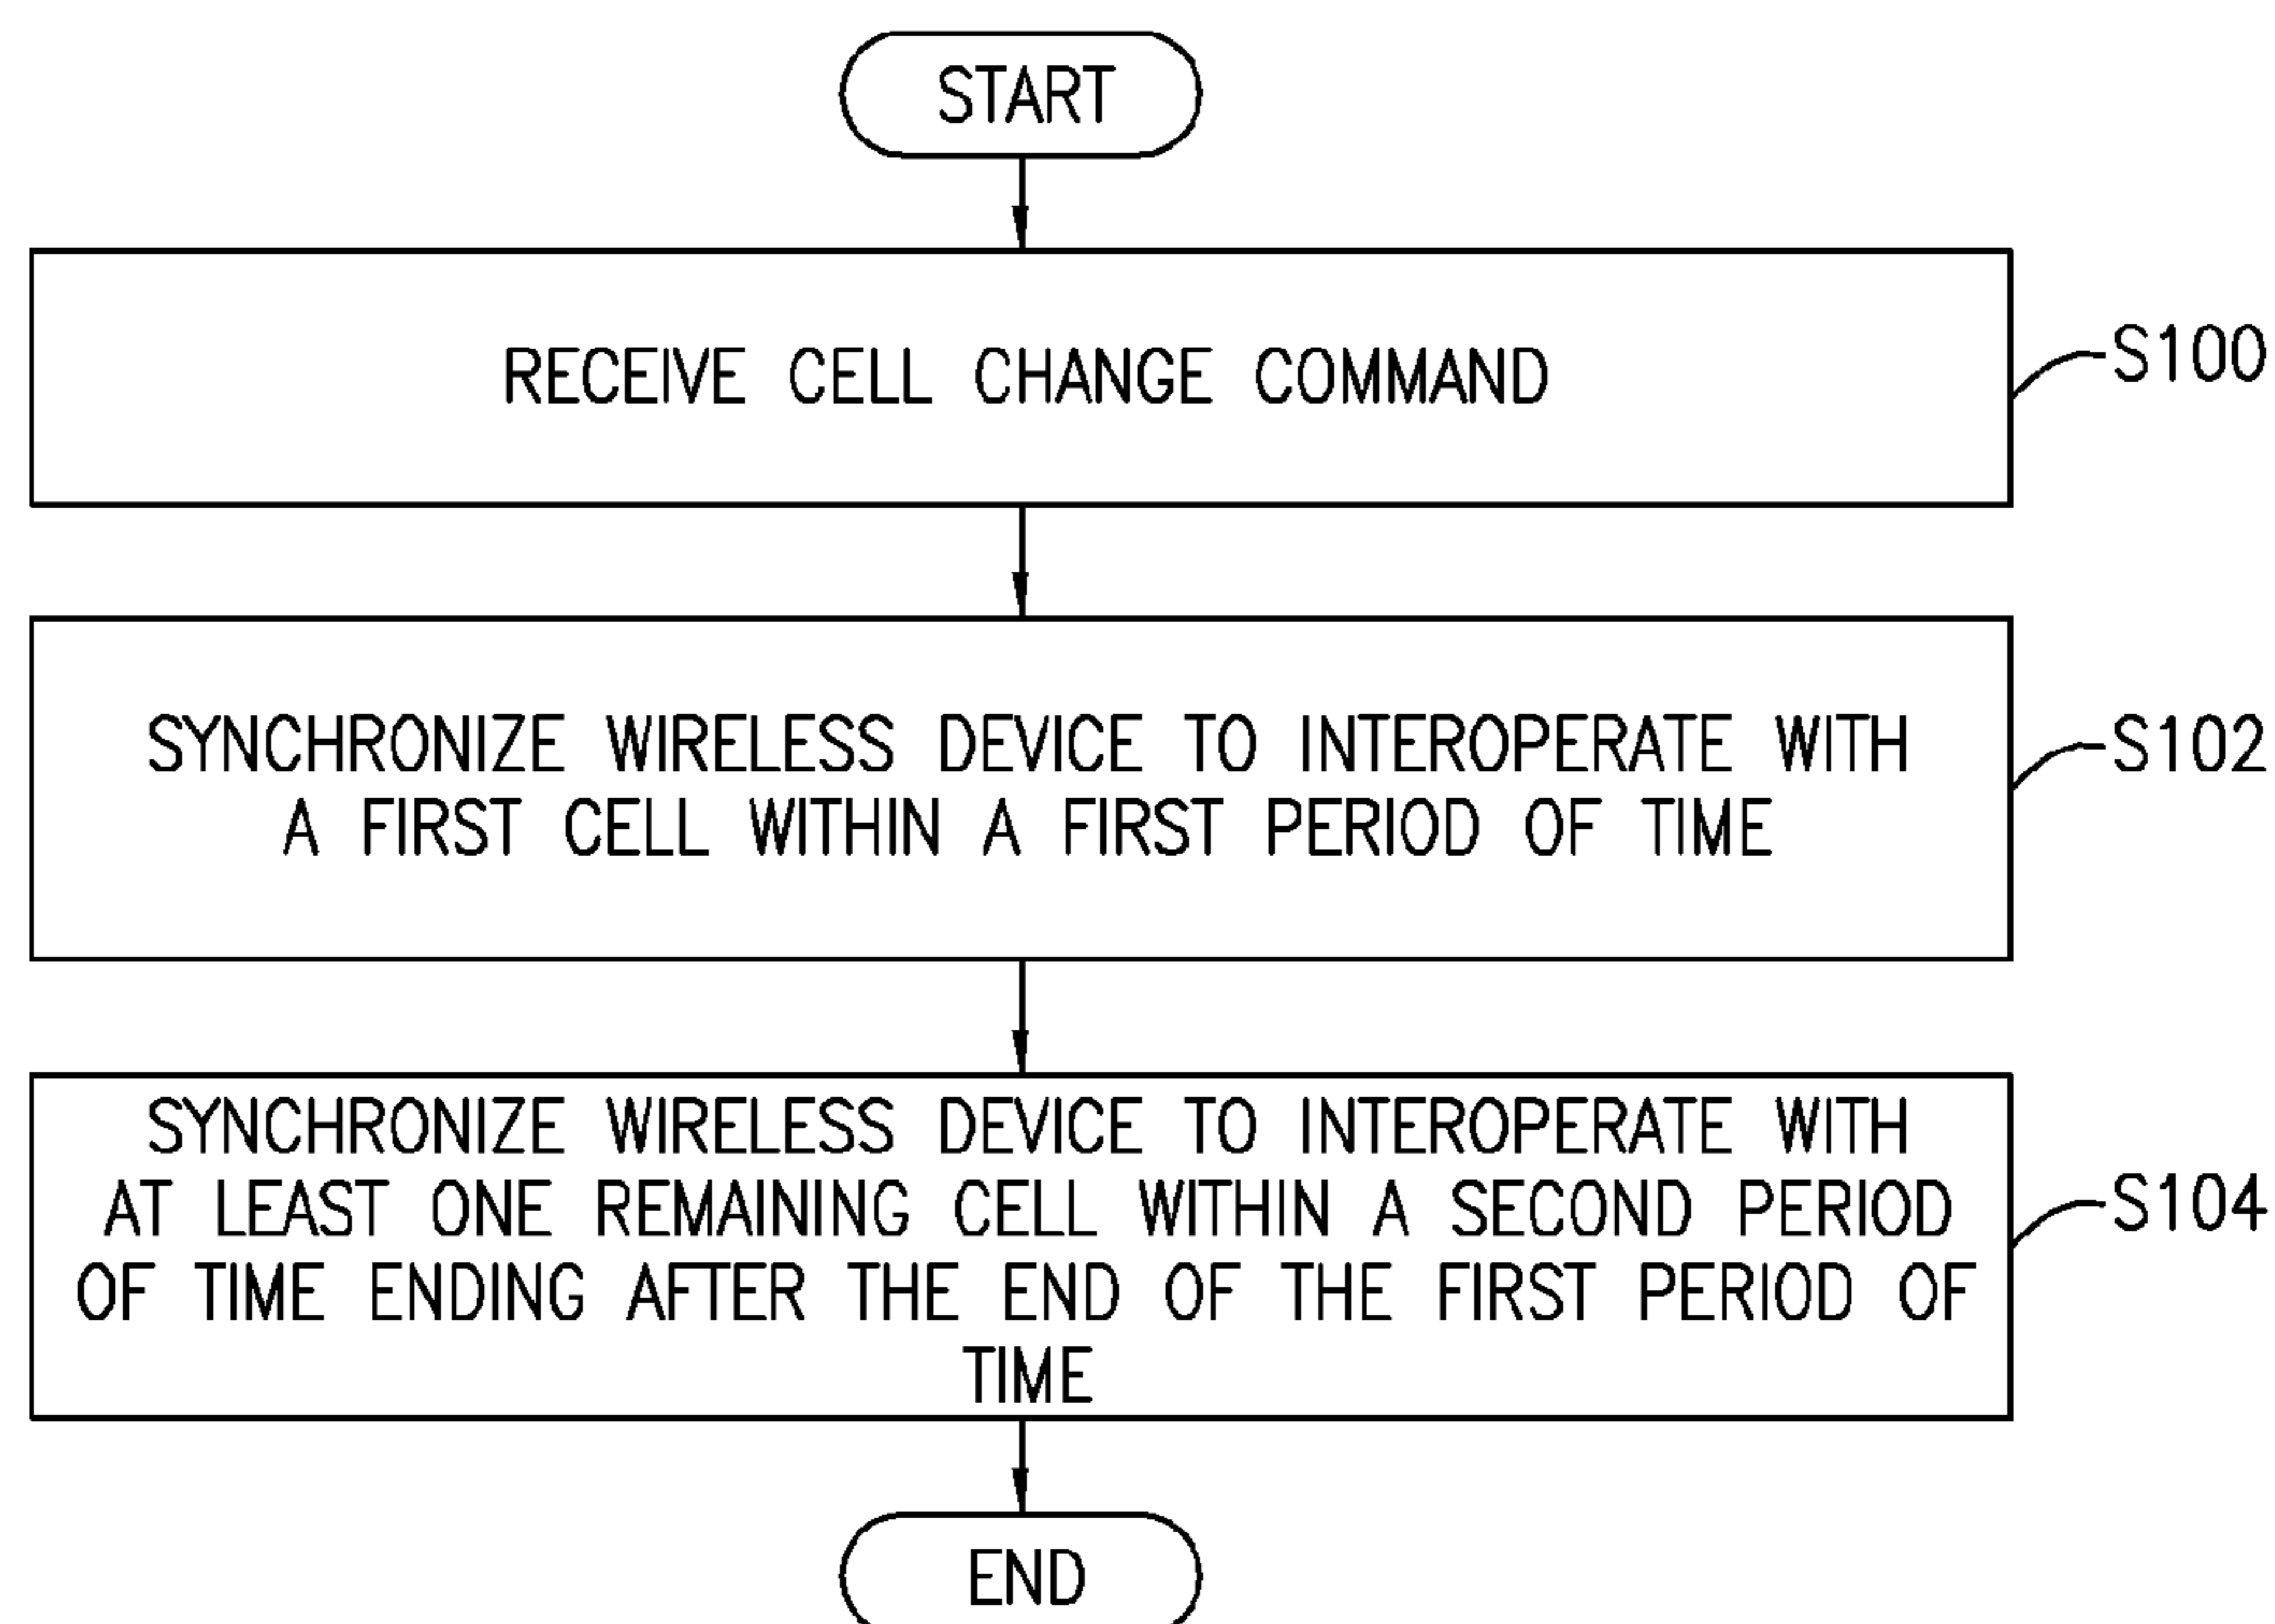 START
RECEIVE CELL CHANGE COMMAND
S100
SYNCHRONIZE WIRELESS DEVICE TO INTEROPERATE WITH
A FIRST CELL WITHIN A FIRST PERIOD OF TIME
S102
SYNCHRONIZE WIRELESS DEVICE TO INTEROPERATE WITH
AT LEAST ONE REMAINING CELL WITHIN A SECOND PERIOD
OF TIME ENDING AFTER THE END OF THE FIRST PERIOD OF
TIME
S104
END